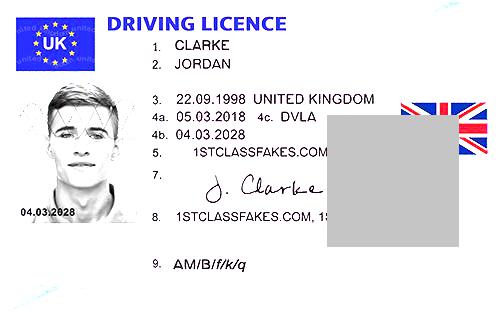 DRIVING LICENCE
UK
1. CLARKE
2. JORDAN
3. 22.09.1998 UNITED KINGDOM
4a. 05.03.2018 4c. DVLA
4b. 04.03.2028
5. 1STCLASSFAKES.COM
7.
J. Clarke
04.03.2028
8. 1STCLASSFAKES.COM,
9. AM/B/f/k/q